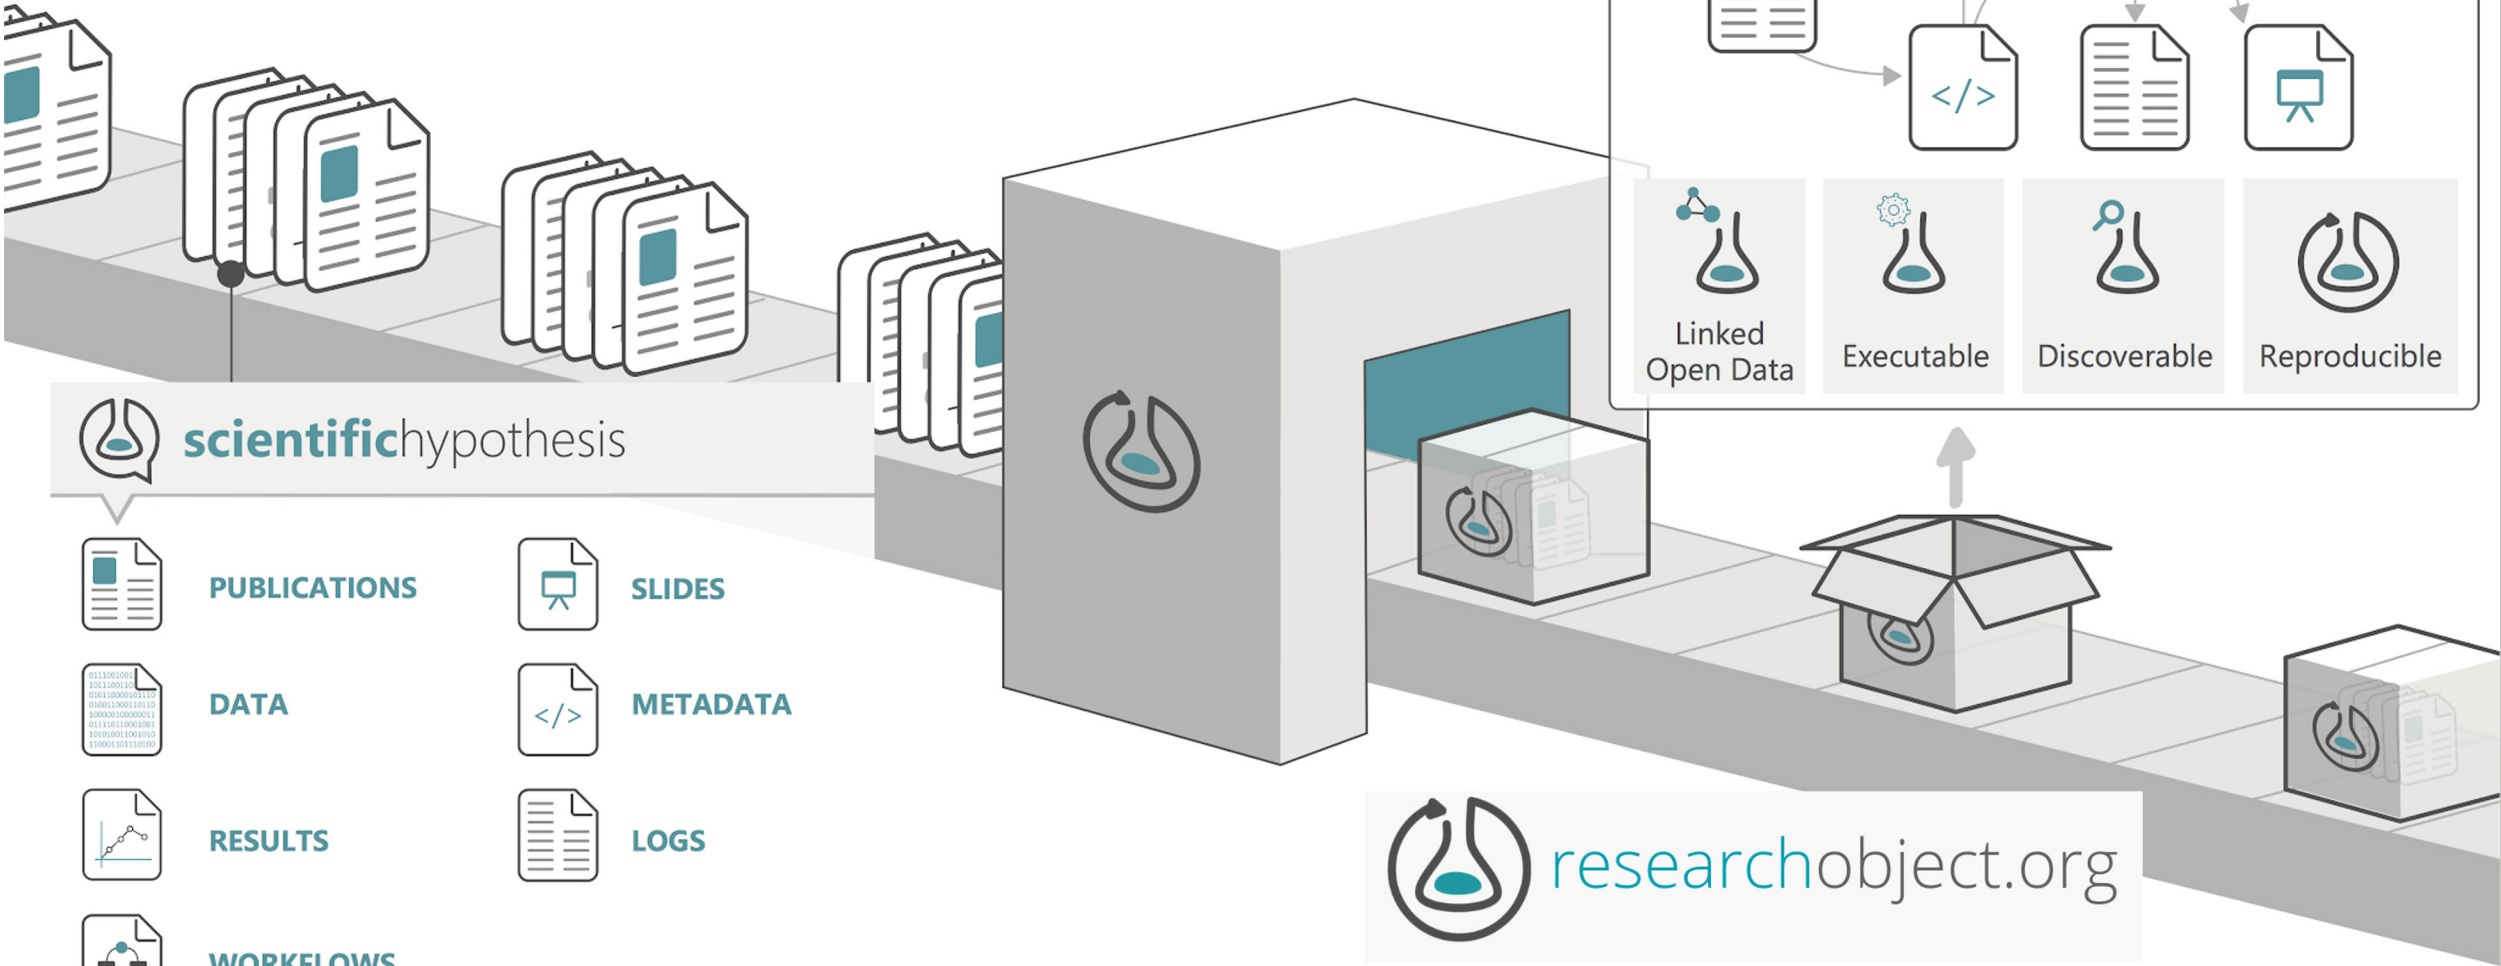 </>
Linked
Open Data
Executable
Discoverable
Reproducible
scientifichypothesis
PUBLICATIONS
SLIDES
DATA
METADATA
</>
RESULTS
LOGS
WORKFLOWS
researchobject.org